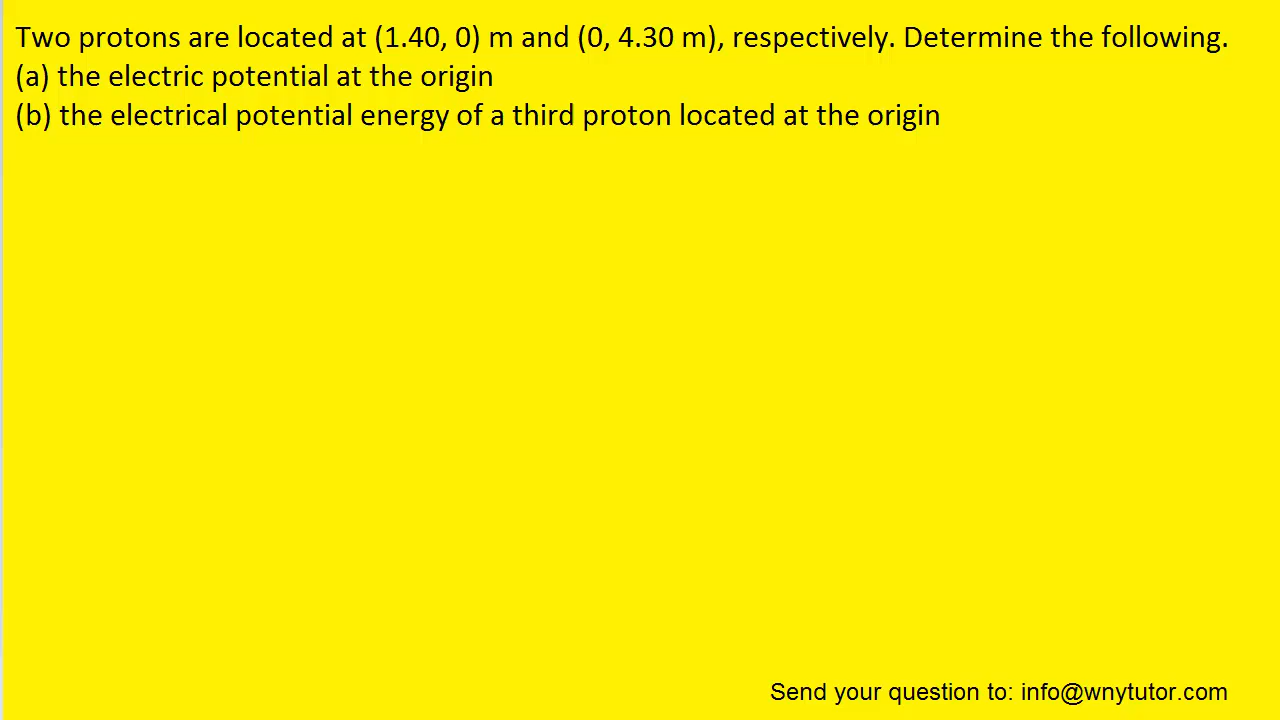 Two protons are located at (1.40, 0) m and (0, 4.30 m), respectively. Determine the following.
(a) the electric potential at the origin
(b) the electrical potential energy of a third proton located at the origin
Send your question to: info@wnytutor.com